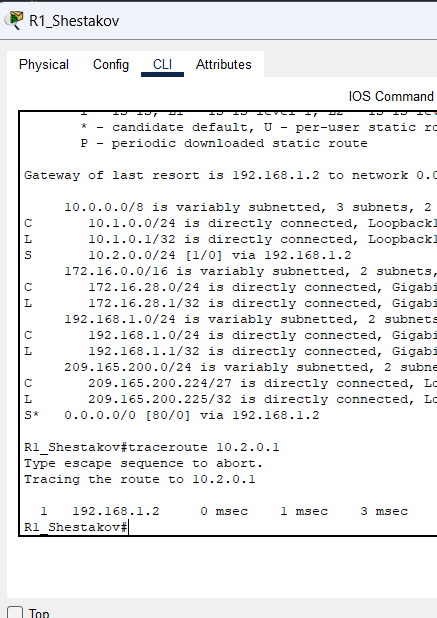 R1_Shestakov
Physical Config CLI Attributes
IOS Command
* - candidate default, U - per-user static ro
P - periodic downloaded static route
Gateway of last resort is 192.168.1.2 to network 0.0
10.0.0.0/8 is variably subnetted, 3 subnets, 2
C 10.1.0.0/24 is directly connected, Loopback1
L 10.1.0.1/32 is directly connected, Loopback1
S 10.2.0.0/24 [1/0] via 192.168.1.2
172.16.0.0/16 is variably subnetted, 2 subnets,
C 172.16.28.0/24 is directly connected, Gigabi
L 172.16.28.1/32 is directly connected, Gigabi
192.168.1.0/24 is variably subnetted, 2 subnets
C 192.168.1.0/24 is directly connected, Gigabi
L 192.168.1.1/32 is directly connected, Gigabi
209.165.200.0/24 is variably subnetted, 2 subne
C 209.165.200.224/27 is directly connected, Lo
L 209.165.200.225/32 is directly connected, Lo
S* 0.0.0.0/0 [80/0] via 192.168.1.2
R1_Shestakov#traceroute 10.2.0.1
Type escape sequence to abort.
Tracing the route to 10.2.0.1
1 192.168.1.2 0 msec 1 msec 3 msec
R1_Shestakov#
Top